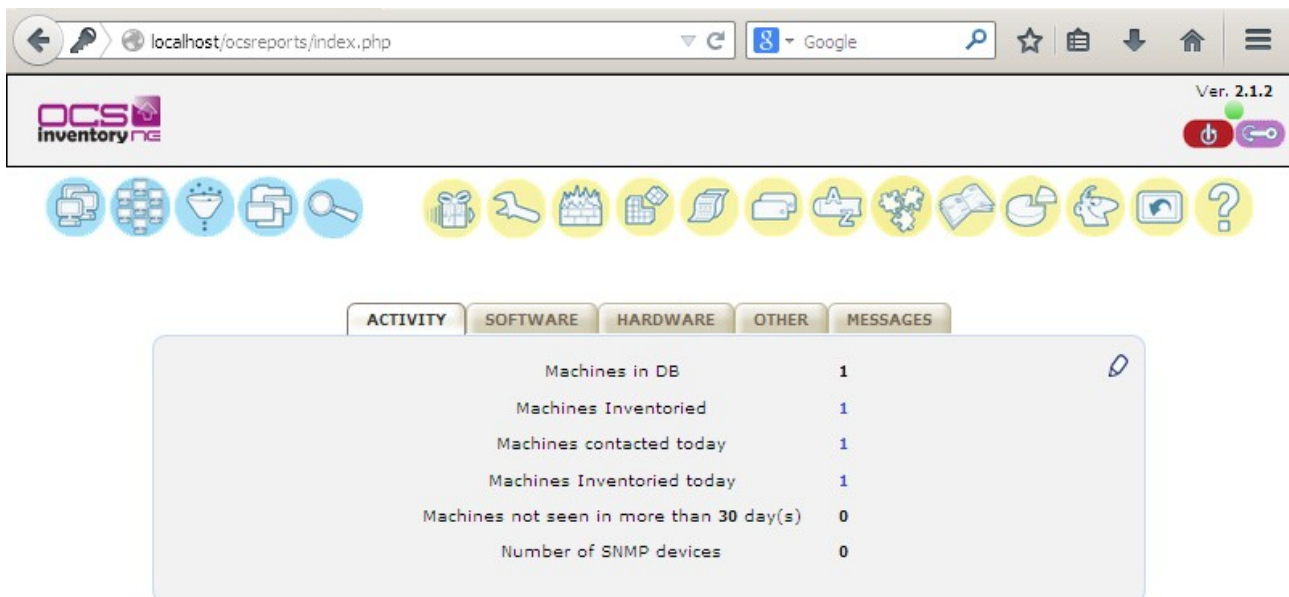 localhost/ocsreports/index.php
8 Google
Ver. 2.1.2
OCS
inventory NG
A
Z
?
ACTIVITY SOFTWARE HARDWARE OTHER MESSAGES
Machines in DB 1
Machines Inventoried 1
Machines contacted today 1
Machines Inventoried today 1
Machines not seen in more than 30 day(s) 0
Number of SNMP devices 0